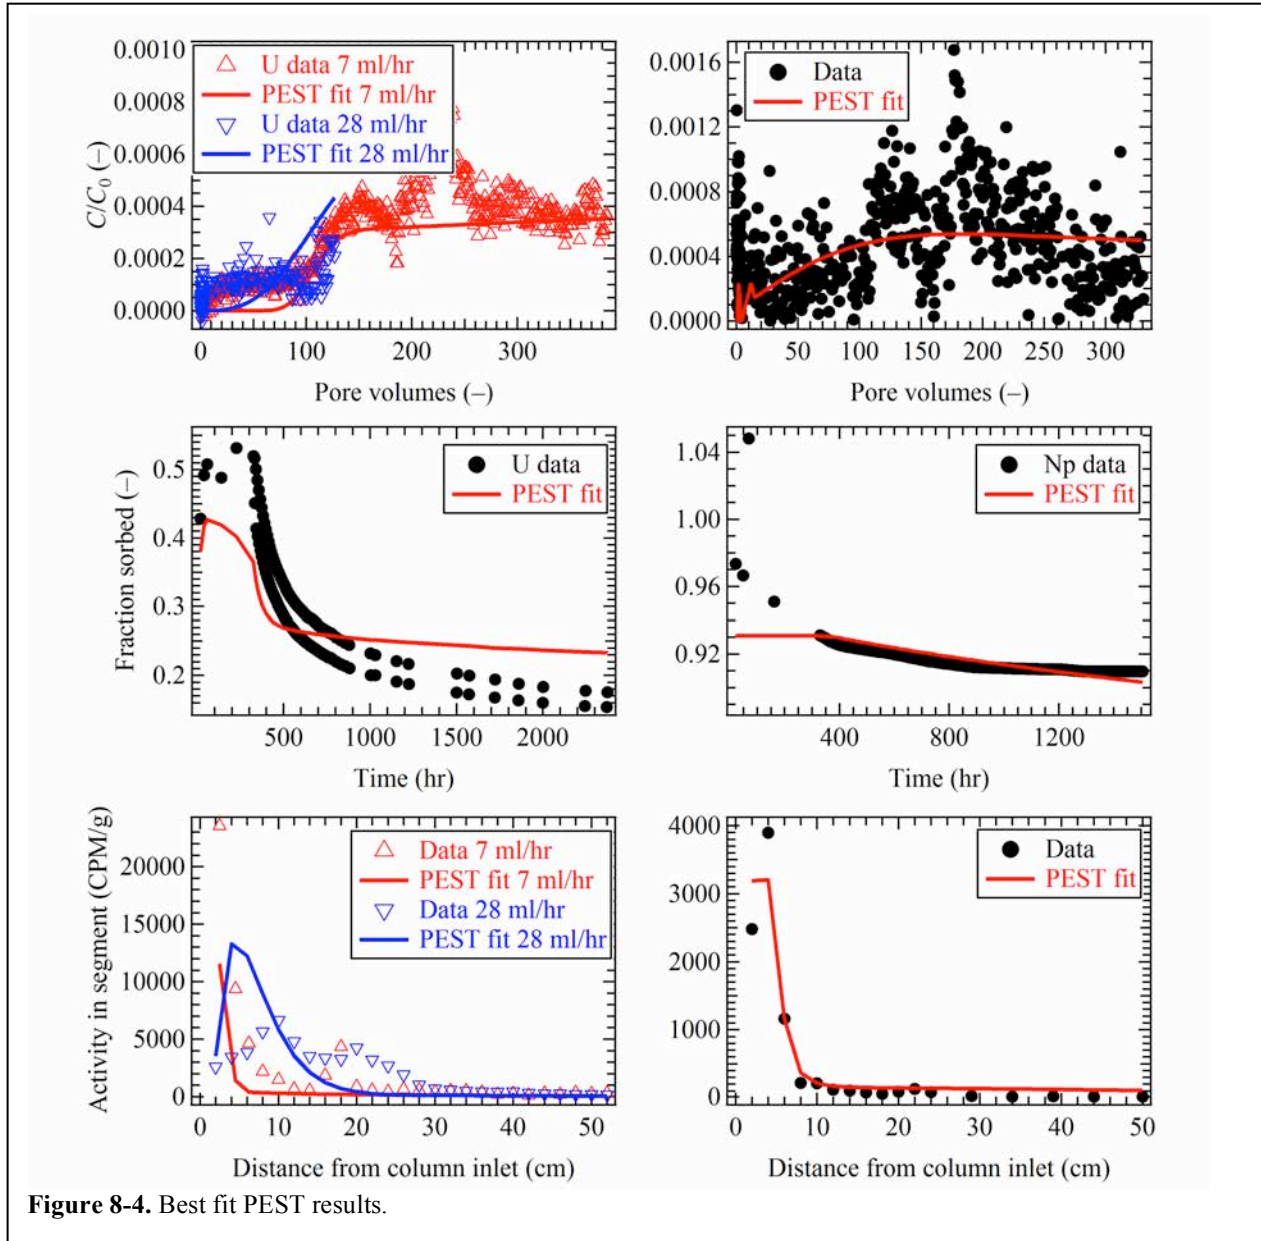 0.0010
0.0008
0.0006
0.0004
0.0002
0.0000
C/C0 (–)
U data 7 ml/hr
PEST fit 7 ml/hr
U data 28 ml/hr
PEST fit 28 ml/hr
0 100 200 300
Pore volumes (–)
0.0016
0.0012
0.0008
0.0004
0.0000
Data
PEST fit
0 50 100 150 200 250 300
Pore volumes (–)
0.5
0.4
0.3
0.2
Fraction sorbed (–)
U data
PEST fit
500 1000 1500 2000
Time (hr)
1.04
1.00
0.96
0.92
Np data
PEST fit
400 800 1200
Time (hr)
20000
15000
10000
5000
0
Activity in segment (CPM/g)
Data 7 ml/hr
PEST fit 7 ml/hr
Data 28 ml/hr
PEST fit 28 ml/hr
0 10 20 30 40 50
Distance from column inlet (cm)
4000
3000
2000
1000
0
Data
PEST fit
0 10 20 30 40 50
Distance from column inlet (cm)
Figure 8-4. Best fit PEST results.